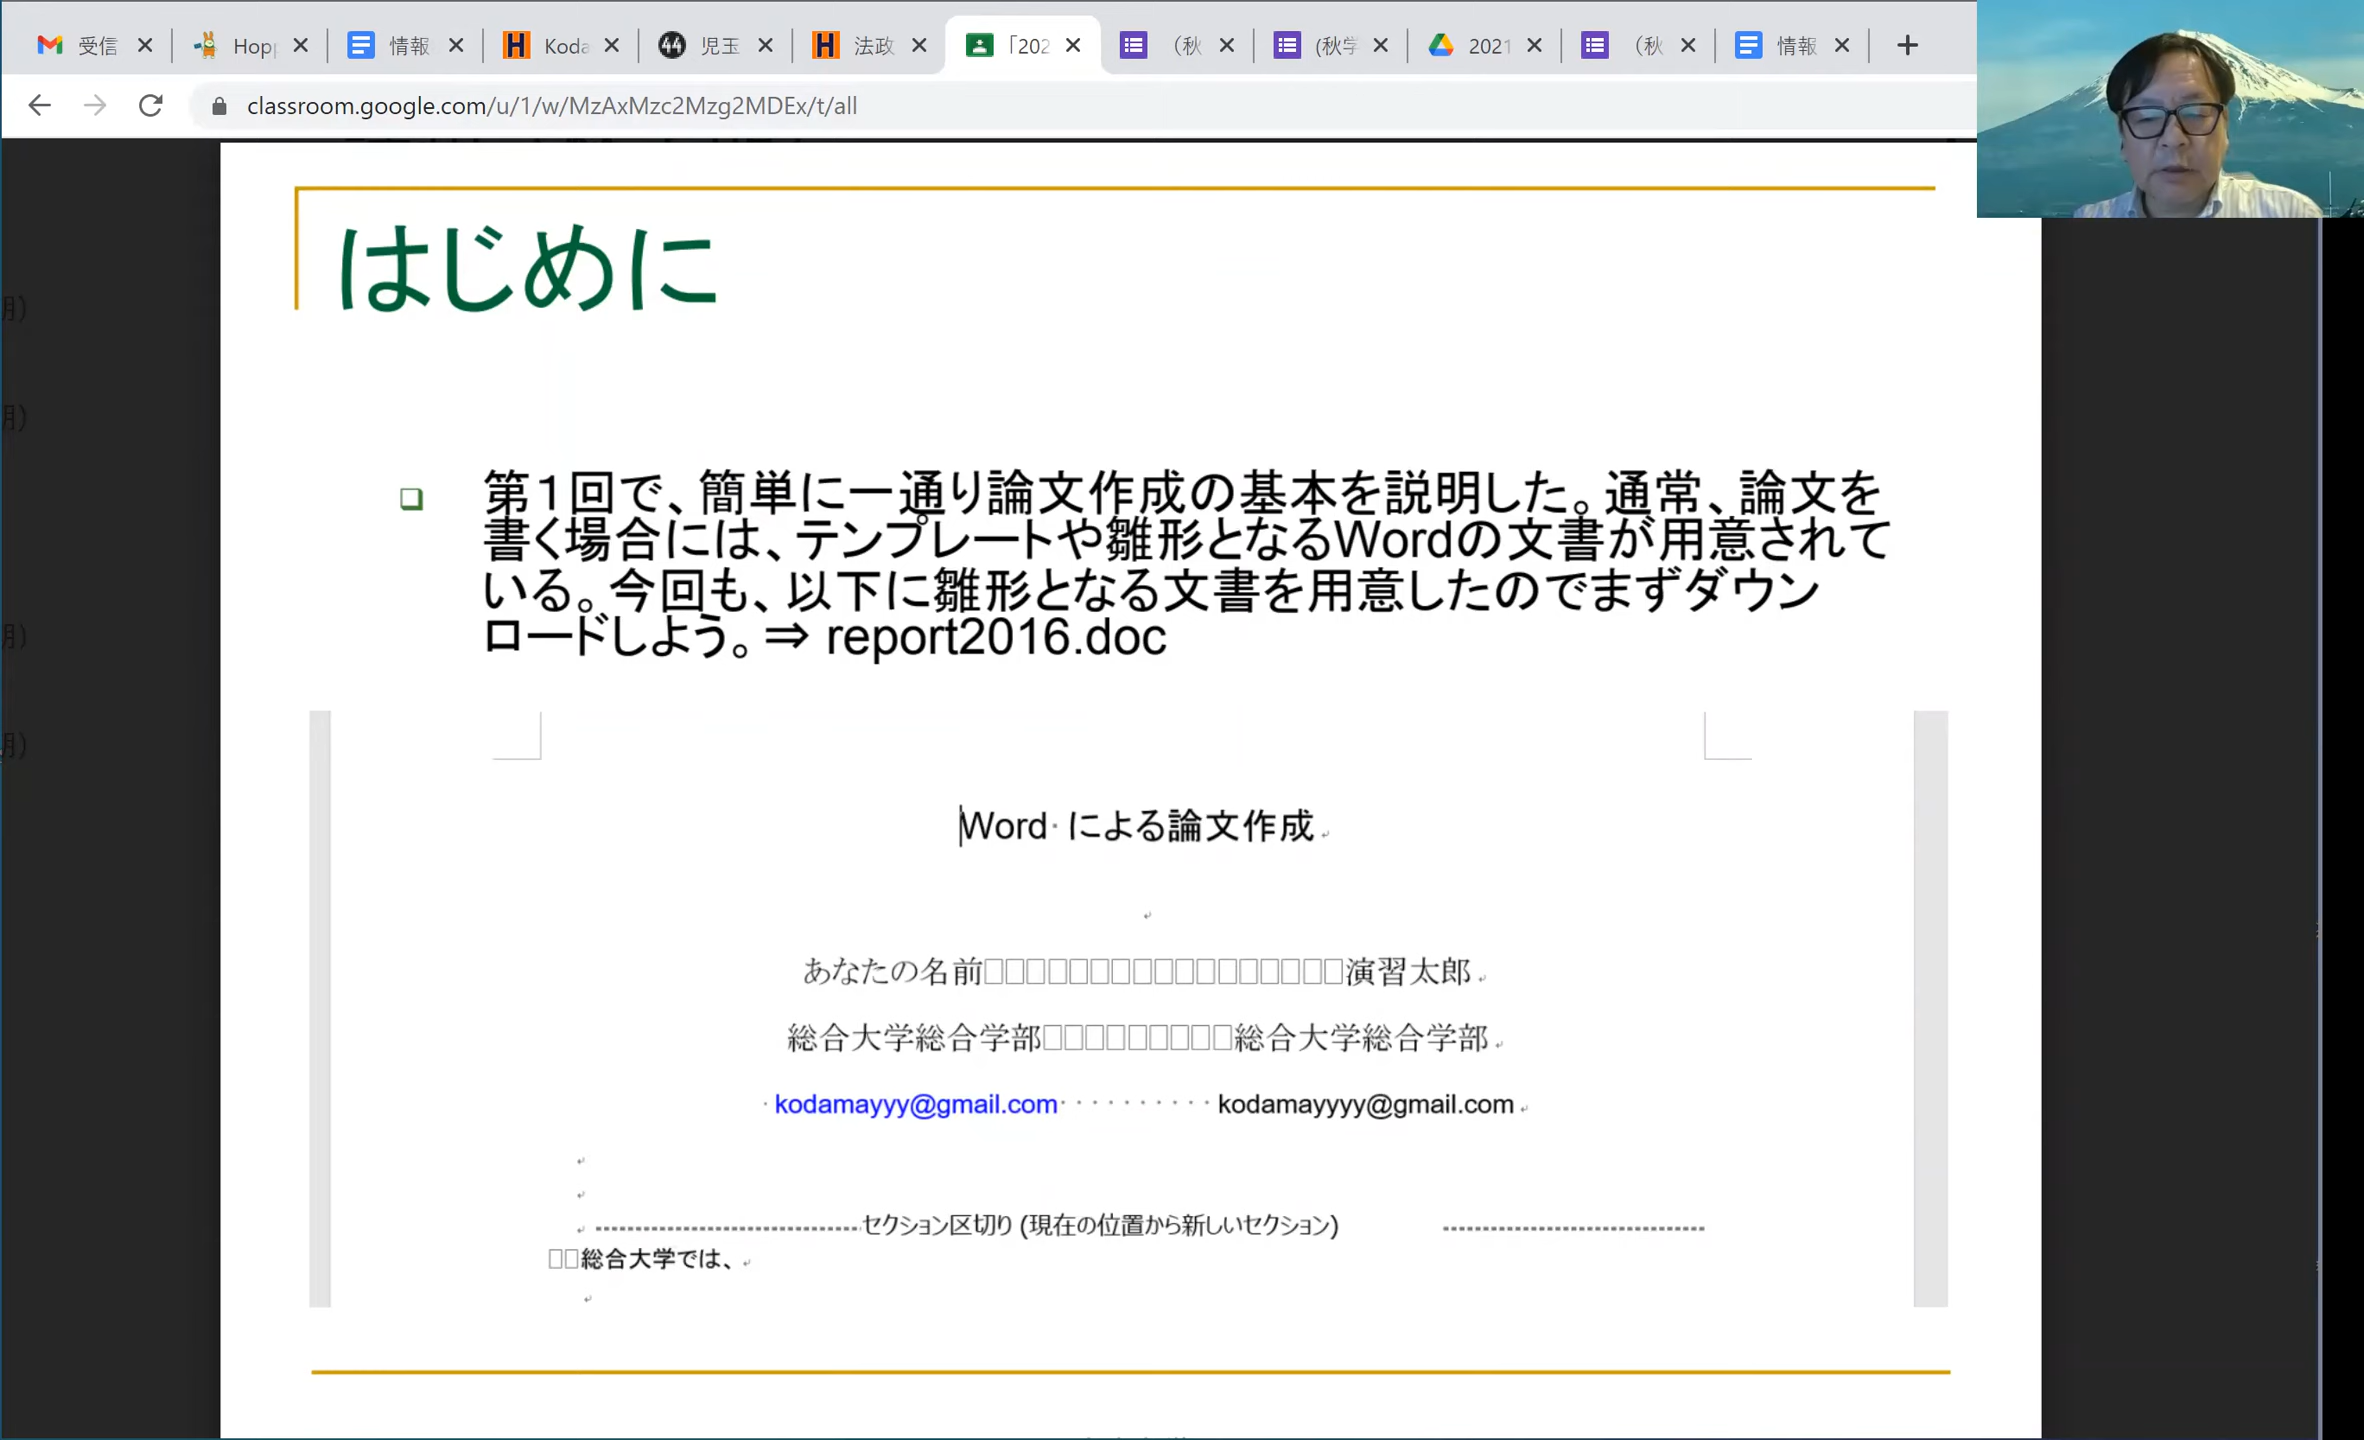 受信
Hopp
情報
Koda
児玉
法政
「202
（秋
(秋学
2021
（秋
情報
classroom.google.com/u/1/w/MzAxMzc2Mzg2MDEx/t/all
はじめに
第１回で、簡単に一通り論文作成の基本を説明した。通常、論文を
書く場合には、テンプレートや雛形となるWordの文書が用意されて
いる。今回も、以下に雛形となる文書を用意したのでまずダウン
ロードしよう。⇒ report2016.doc
Word による論文作成
あなたの名前□□□□□□□□□□□□□□□□□演習太郎
総合大学総合学部□□□□□□□□□総合大学総合学部
kodamayyy@gmail.com・・・・・・・・・・kodamayyyy@gmail.com
セクション区切り (現在の位置から新しいセクション)
□□総合大学では、